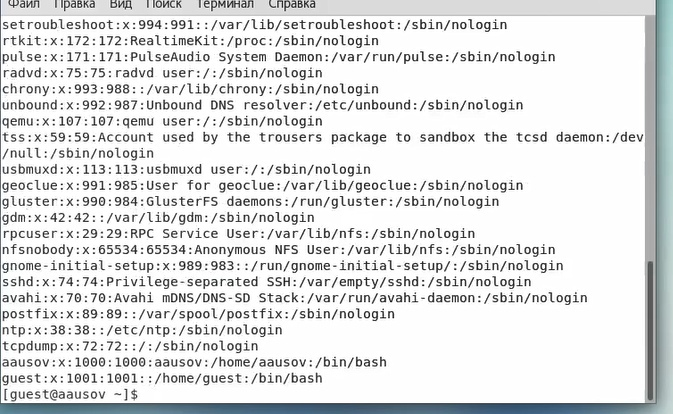 Файл Правка Вид Поиск Терминал Справка
setroubleshoot:x:994:991::/var/lib/setroubleshoot:/sbin/nologin
rtkit:x:172:172:RealtimeKit:/proc:/sbin/nologin
pulse:x:171:171:PulseAudio System Daemon:/var/run/pulse:/sbin/nologin
radvd:x:75:75:radvd user:/:/sbin/nologin
chrony:x:993:988::/var/lib/chrony:/sbin/nologin
unbound:x:992:987:Unbound DNS resolver:/etc/unbound:/sbin/nologin
qemu:x:107:107:qemu user:/:/sbin/nologin
tss:x:59:59:Account used by the trousers package to sandbox the tcsd daemon:/dev
/null:/sbin/nologin
usbmuxd:x:113:113:usbmuxd user:/:/sbin/nologin
geoclue:x:991:985:User for geoclue:/var/lib/geoclue:/sbin/nologin
gluster:x:990:984:GlusterFS daemons:/run/gluster:/sbin/nologin
gdm:x:42:42::/var/lib/gdm:/sbin/nologin
rpcuser:x:29:29:RPC Service User:/var/lib/nfs:/sbin/nologin
nfsnobody:x:65534:65534:Anonymous NFS User:/var/lib/nfs:/sbin/nologin
gnome-initial-setup:x:989:983::/run/gnome-initial-setup/:/sbin/nologin
sshd:x:74:74:Privilege-separated SSH:/var/empty/sshd:/sbin/nologin
avahi:x:70:70:Avahi mDNS/DNS-SD Stack:/var/run/avahi-daemon:/sbin/nologin
postfix:x:89:89::/var/spool/postfix:/sbin/nologin
ntp:x:38:38::/etc/ntp:/sbin/nologin
tcpdump:x:72:72::/:/sbin/nologin
aausov:x:1000:1000:aausov:/home/aausov:/bin/bash
guest:x:1001:1001::/home/guest:/bin/bash
[guest@aausov ~]$